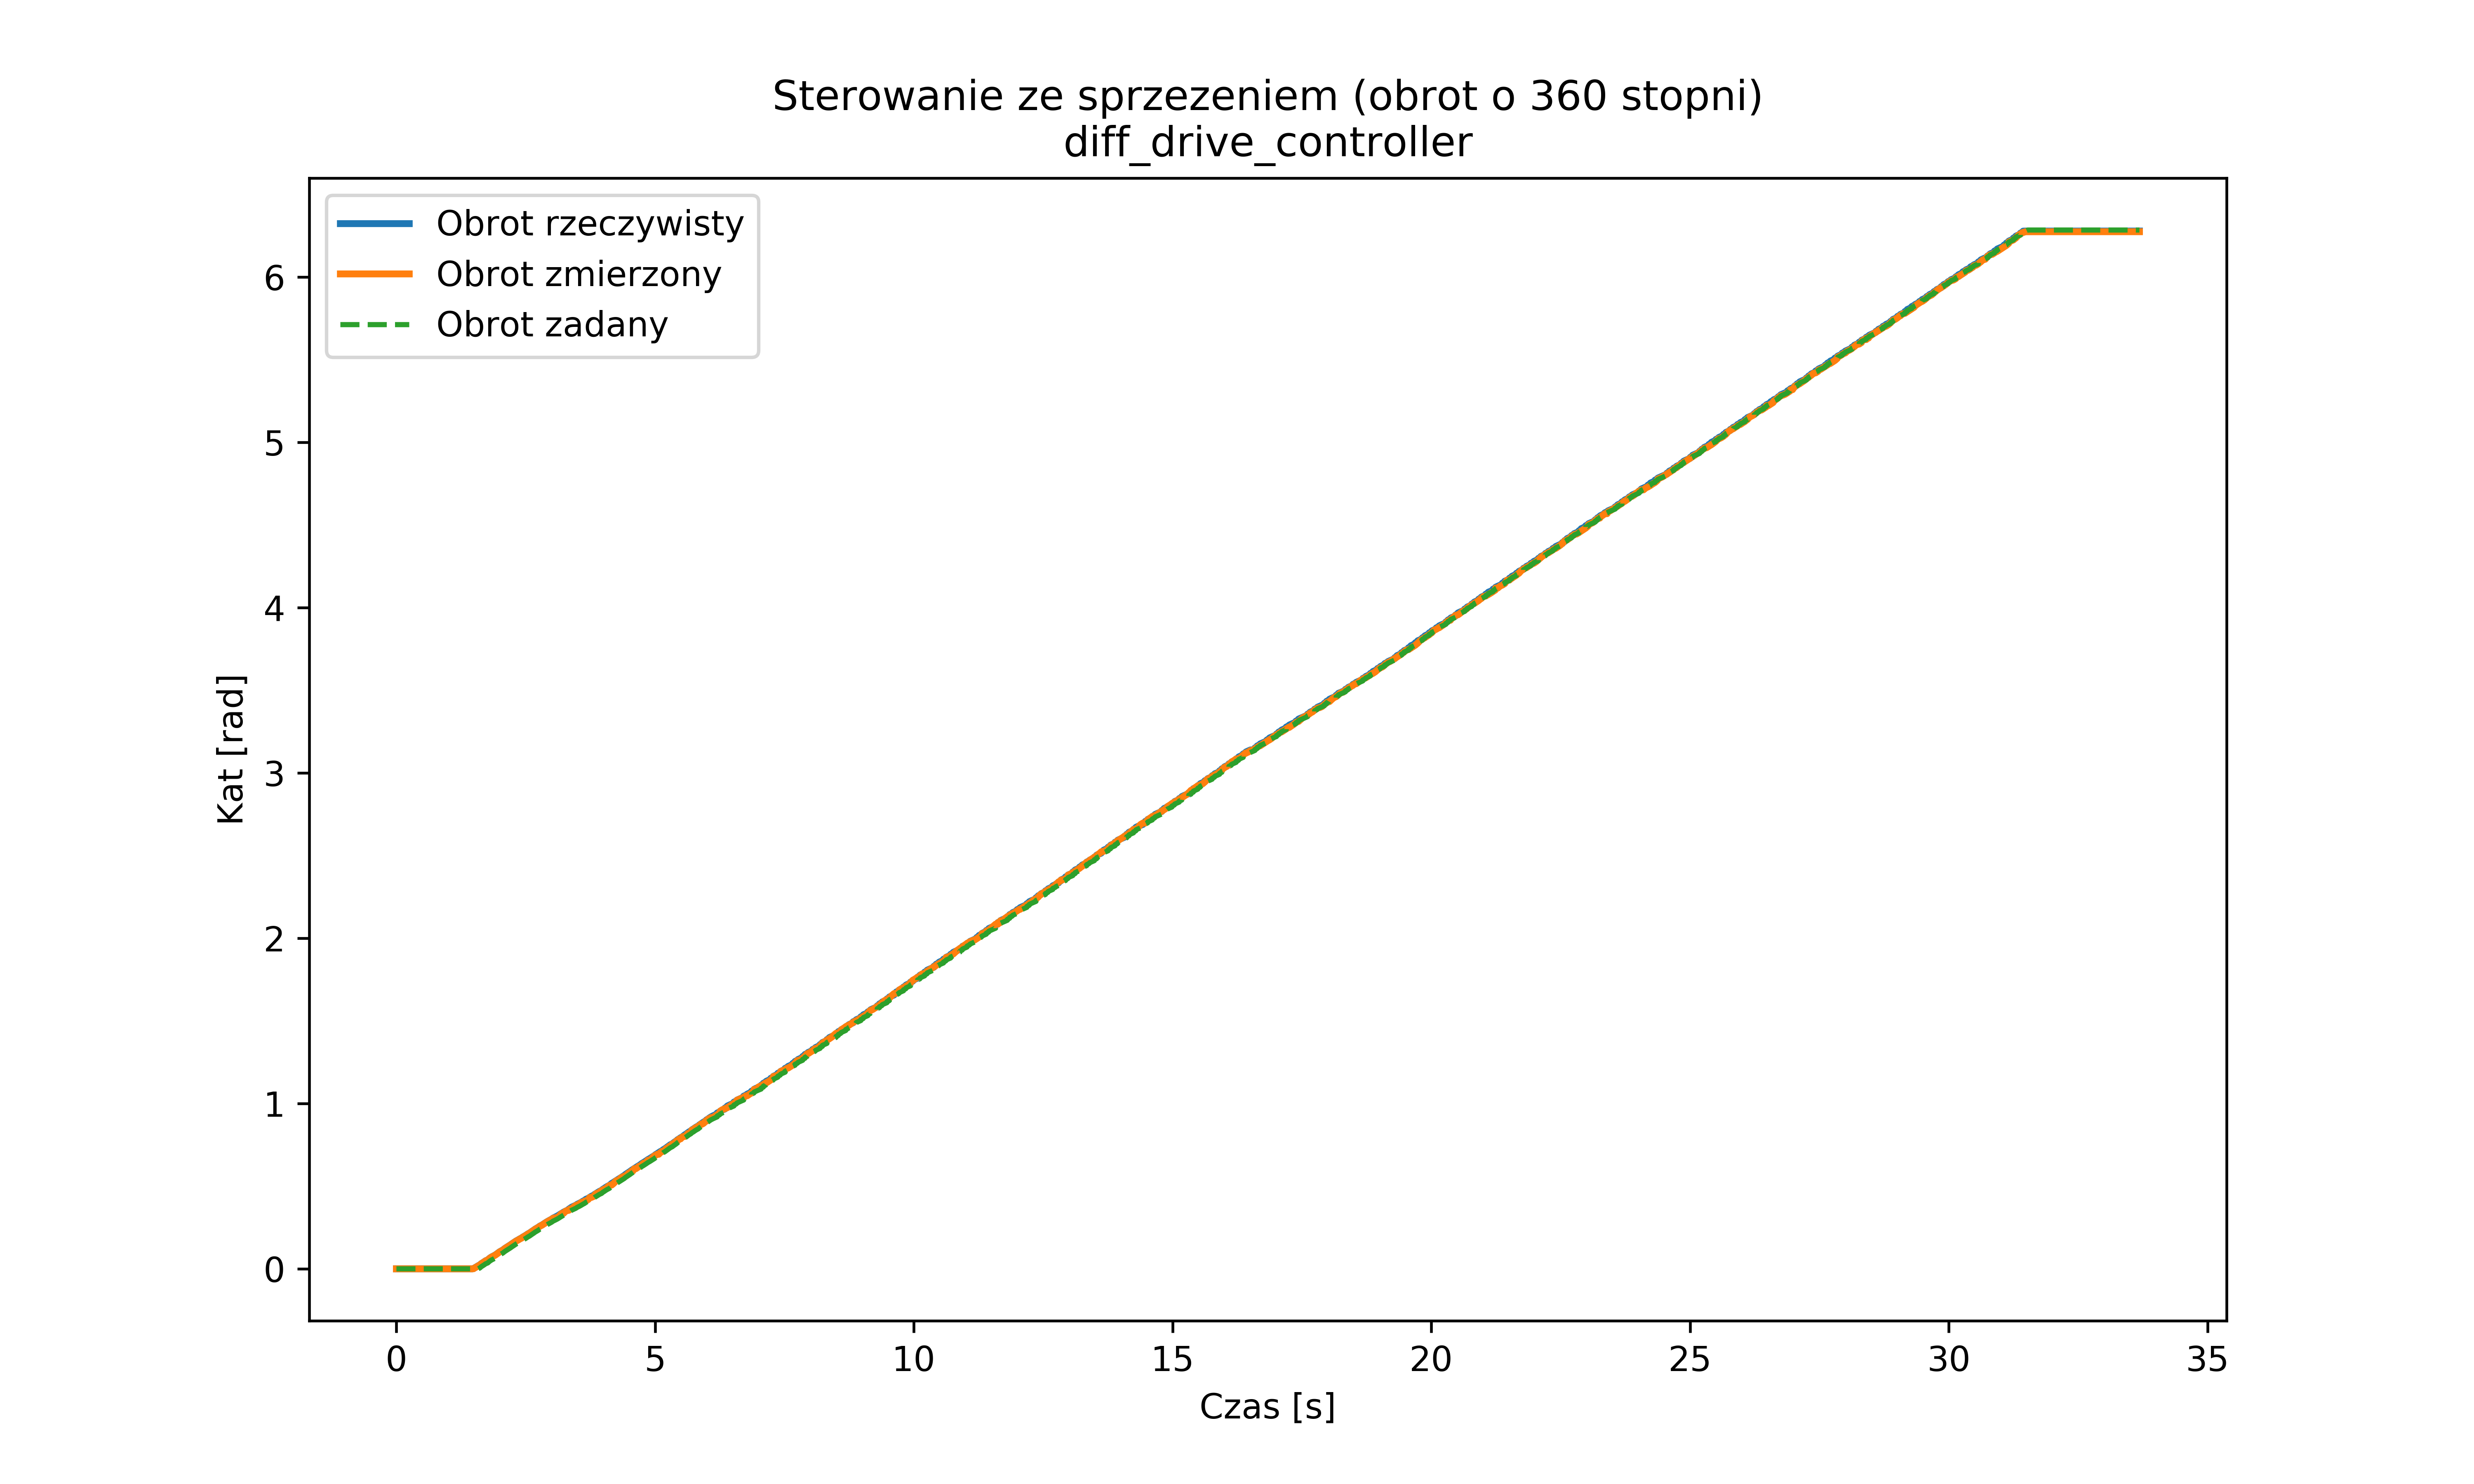 Sterowanie ze sprzezeniem (obrot o 360 stopni)
diff_drive_controller
Obrot rzeczywisty
Obrot zmierzony
Obrot zadany
6
5
4
3
2
1
0
Kat [rad]
0 5 10 15 20 25 30 35
Czas [s]